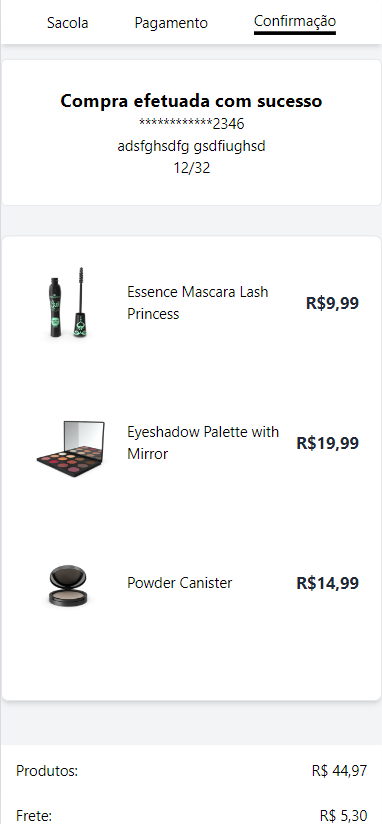 Sacola Pagamento Confirmação
Compra efetuada com sucesso
************2346
adsfghsdfg gsdfiughsd
12/32
Essence Mascara Lash
Princess
R$9,99
Eyeshadow Palette with
Mirror
R$19,99
Powder Canister
R$14,99
Produtos: R$ 44,97
Frete: R$ 5,30